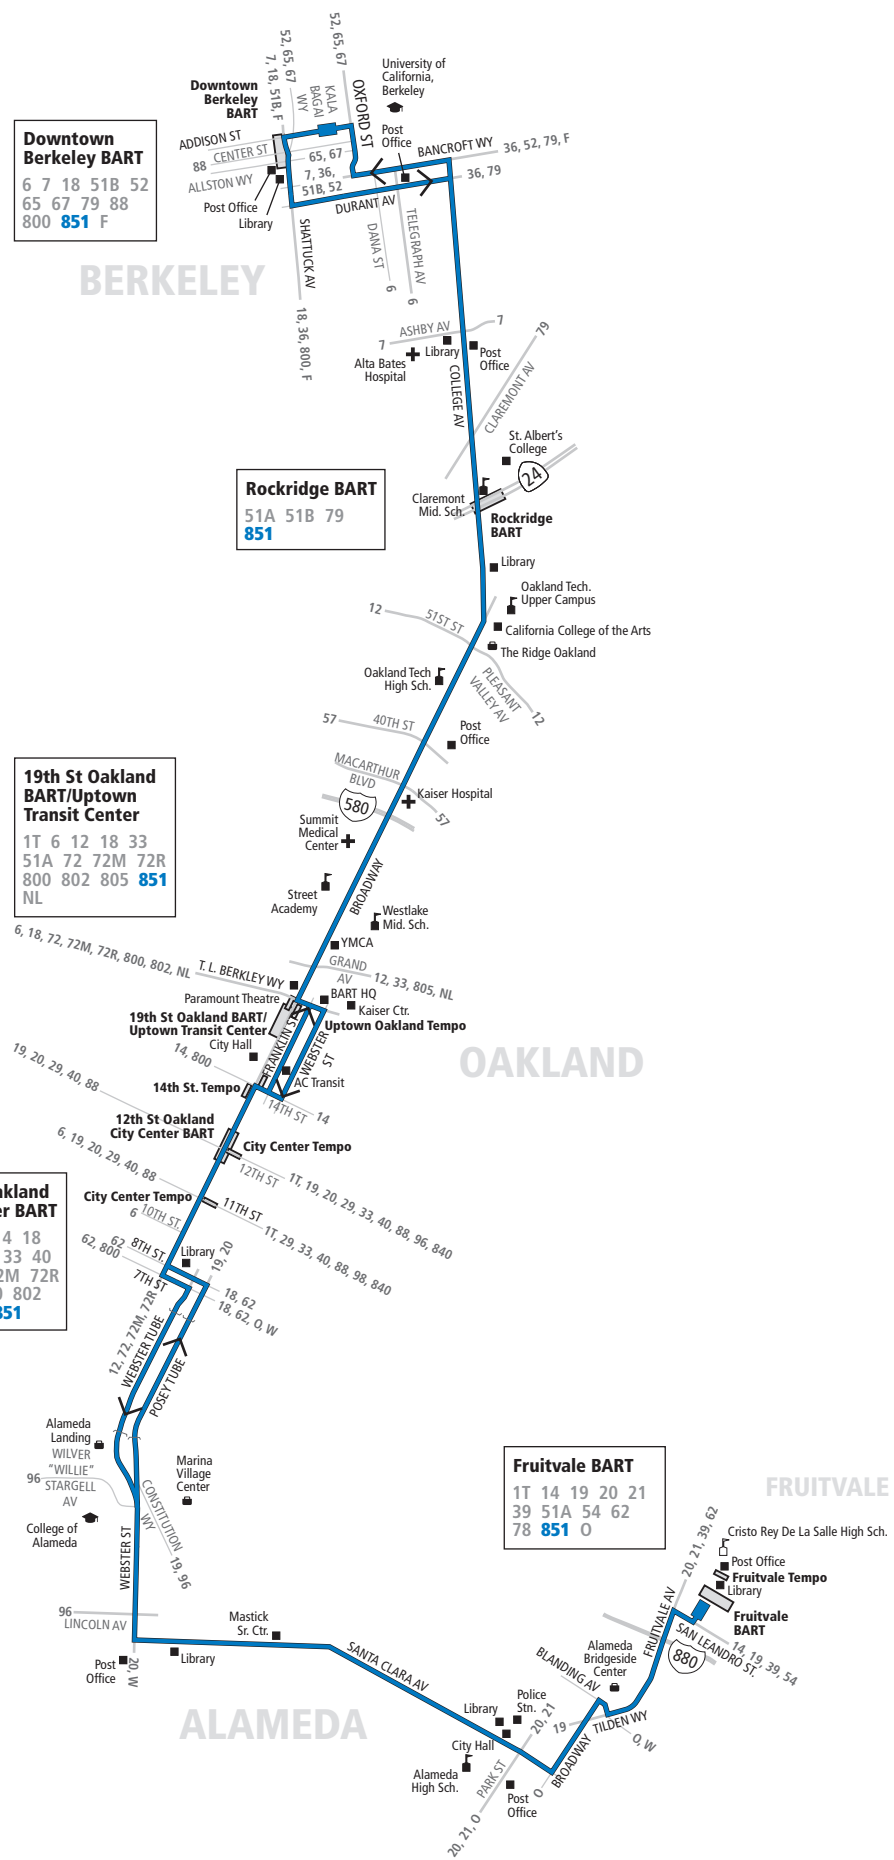 52, 65, 67
7, 18, 51B, F
52, 65, 67
KALA
BAGAI
WY
OXFORD ST
University of
California,
Berkeley
Downtown
Berkeley
BART
Post
Office
Downtown
Berkeley BART
6 7 18 51B 52
65 67 79 88
800 851 F
ADDISON ST
CENTER ST
88
ALLSTON WY
65, 67
7, 36,
51B, 52
BANCROFT WY
36, 52, 79, F
36, 79
Post Office
Library
DURANT AV
SHATTUCK AV
DANA ST
TELEGRAPH AV
6
6
BERKELEY
18, 36, 800, F
7
ASHBY AV
7
79
Alta Bates
Hospital
Library
Post
Office
COLLEGE AV
CLAREMONT AV
St. Albert's
College
24
Rockridge BART
51A 51B 79
851
Claremont
Mid. Sch.
Rockridge
BART
Library
Oakland Tech.
Upper Campus
12
51ST ST
California College of the Arts
The Ridge Oakland
Oakland Tech
High Sch.
PLEASANT
VALLEY AV
12
57
40TH ST
Post
Office
MACARTHUR
BLVD
580
Kaiser Hospital
57
19th St Oakland
BART/Uptown
Transit Center
1T 6 12 18 33
51A 72 72M 72R
800 802 805 851
NL
Summit
Medical
Center
BROADWAY
Street
Academy
Westlake
Mid. Sch.
YMCA
6, 18, 72, 72M, 72R, 800, 802, NL
T. L. BERKLEY WY
GRAND
AV
12, 33, 805, NL
Paramount Theatre
BART HQ
Kaiser Ctr.
19th St Oakland BART/
Uptown Transit Center
Uptown Oakland Tempo
City Hall
FRANKLIN ST
WEBSTER
ST
OAKLAND
14, 800
19, 20, 29, 40, 88
14th St. Tempo
AC Transit
14TH ST
14
12th St Oakland
City Center BART
City Center Tempo
6, 19, 20, 29, 40, 88
12TH ST
1T, 19, 20, 29, 33, 40, 88, 96, 840
City Center Tempo
11TH ST
1T, 29, 33, 40, 88, 98, 840
akland
er BART
4 18
33 40
2M 72R
802
851
6
10TH ST.
62
8TH ST.
62, 800
7TH ST
Library
19, 20
18, 62
18, 62, O, W
12, 72, 72M, 72R
WEBSTER TUBE
POSEY TUBE
Alameda
Landing
WILVER
"WILLIE"
STARGELL
AV
96
Marina
Village
Center
College of
Alameda
CONSTITUTION
WY
19, 96
WEBSTER ST
Fruitvale BART
1T 14 19 20 21
39 51A 54 62
78 851 O
FRUITVALE
20, 21, 39, 62
Cristo Rey De La Salle High Sch.
Post Office
Fruitvale Tempo
Library
Fruitvale
BART
96
LINCOLN AV
Mastick
Sr. Ctr.
Post
Office
20, W
Library
SANTA CLARA AV
FRUITVALE AV
SAN LEANDRO ST.
14, 19, 39, 54
880
Alameda
Bridgeside
Center
BLANDING AV
TILDEN WY
19
O, W
BROADWAY
O
ALAMEDA
Library
Police
Stn.
20, 21
City Hall
Alameda
High Sch.
PARK ST
Post
Office
20, 21, O